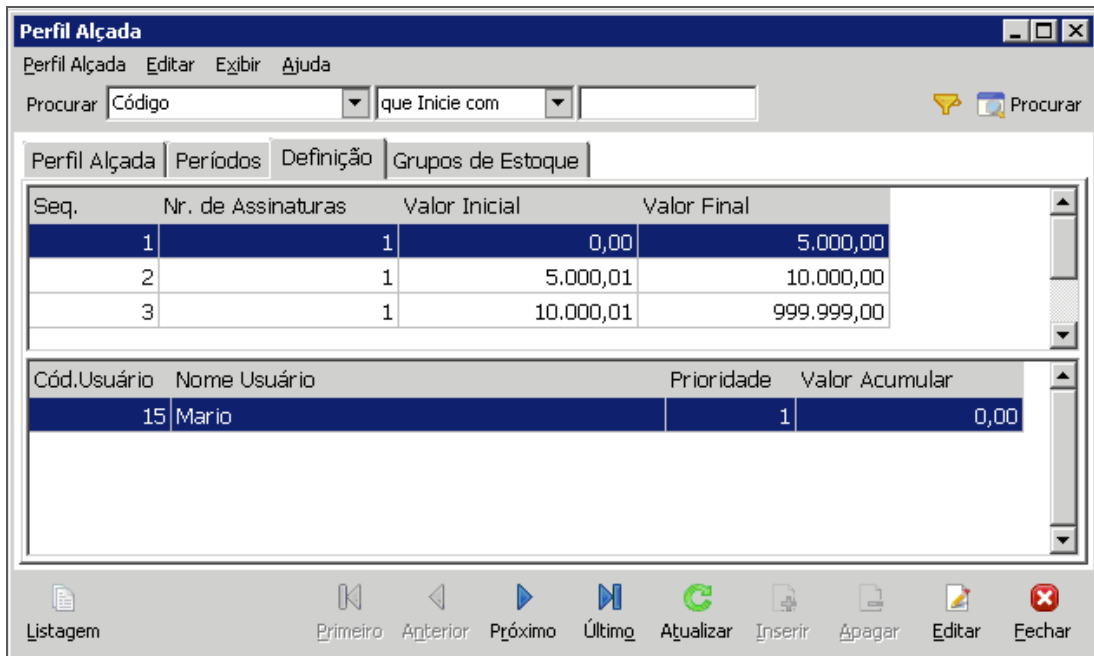 Perfil Alçada
Perfil Alçada Editar Exibir Ajuda
Procurar Código que Inicie com Procurar
Perfil Alçada Períodos Definição Grupos de Estoque
Seq. Nr. de Assinaturas Valor Inicial Valor Final
1 1 0,00 5.000,00
2 1 5.000,01 10.000,00
3 1 10.000,01 999.999,00
Cód.Usuário Nome Usuário Prioridade Valor Acumular
15 Mario 1 0,00
Listagem Primeiro Anterior Próximo Último Atualizar Inserir Apagar Editar Fechar